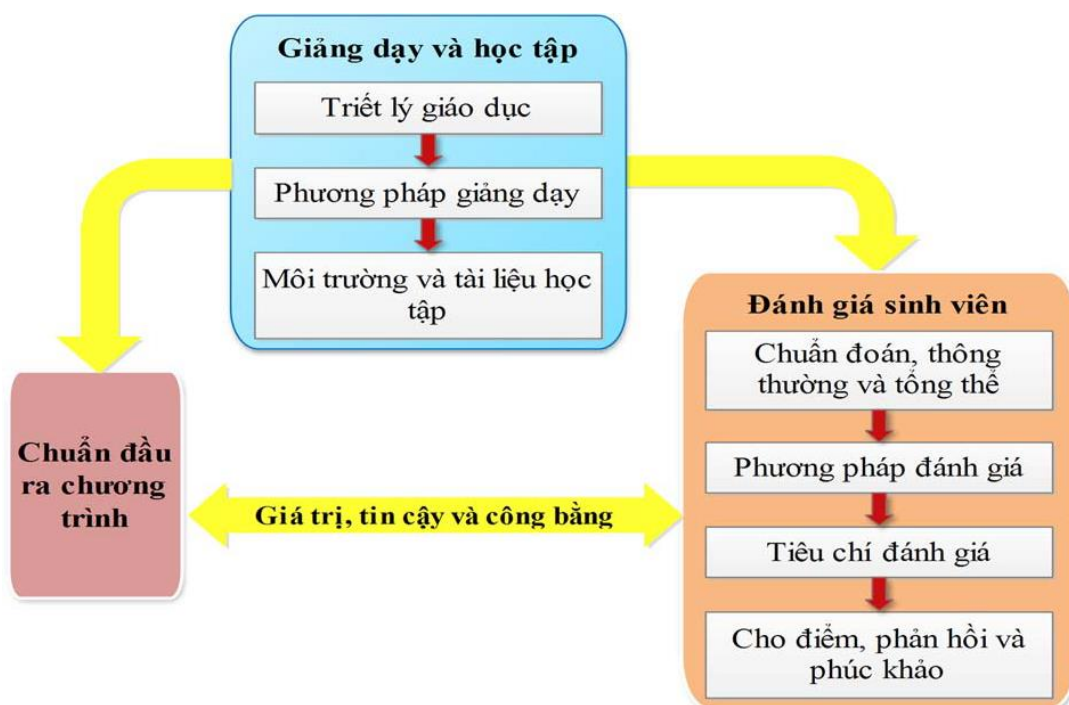 Giảng dạy và học tập
Triết lý giáo dục
Phương pháp giảng dạy
Môi trường và tài liệu học
tập
Đánh giá sinh viên
Chuẩn đoán, thông
thường và tổng thể
Phương pháp đánh giá
Tiêu chí đánh giá
Cho điểm, phản hồi và
phúc khảo
Chuẩn đầu
ra chương
trình
Giá trị, tin cậy và công bằng